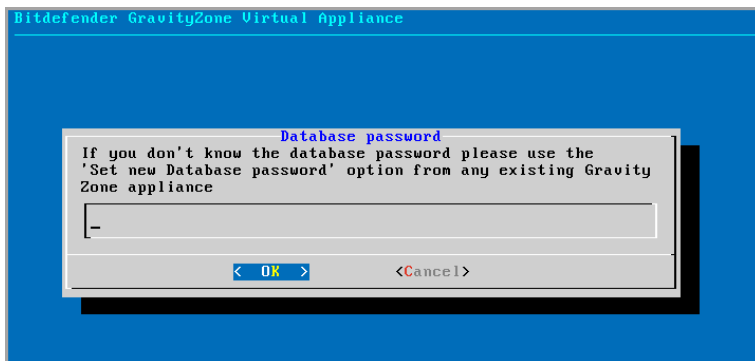 Bitdefender GravityZone Virtual Appliance
Database password
If you don't know the database password please use the
'Set new Database password' option from any existing Gravity
Zone appliance
< OK > <Cancel>